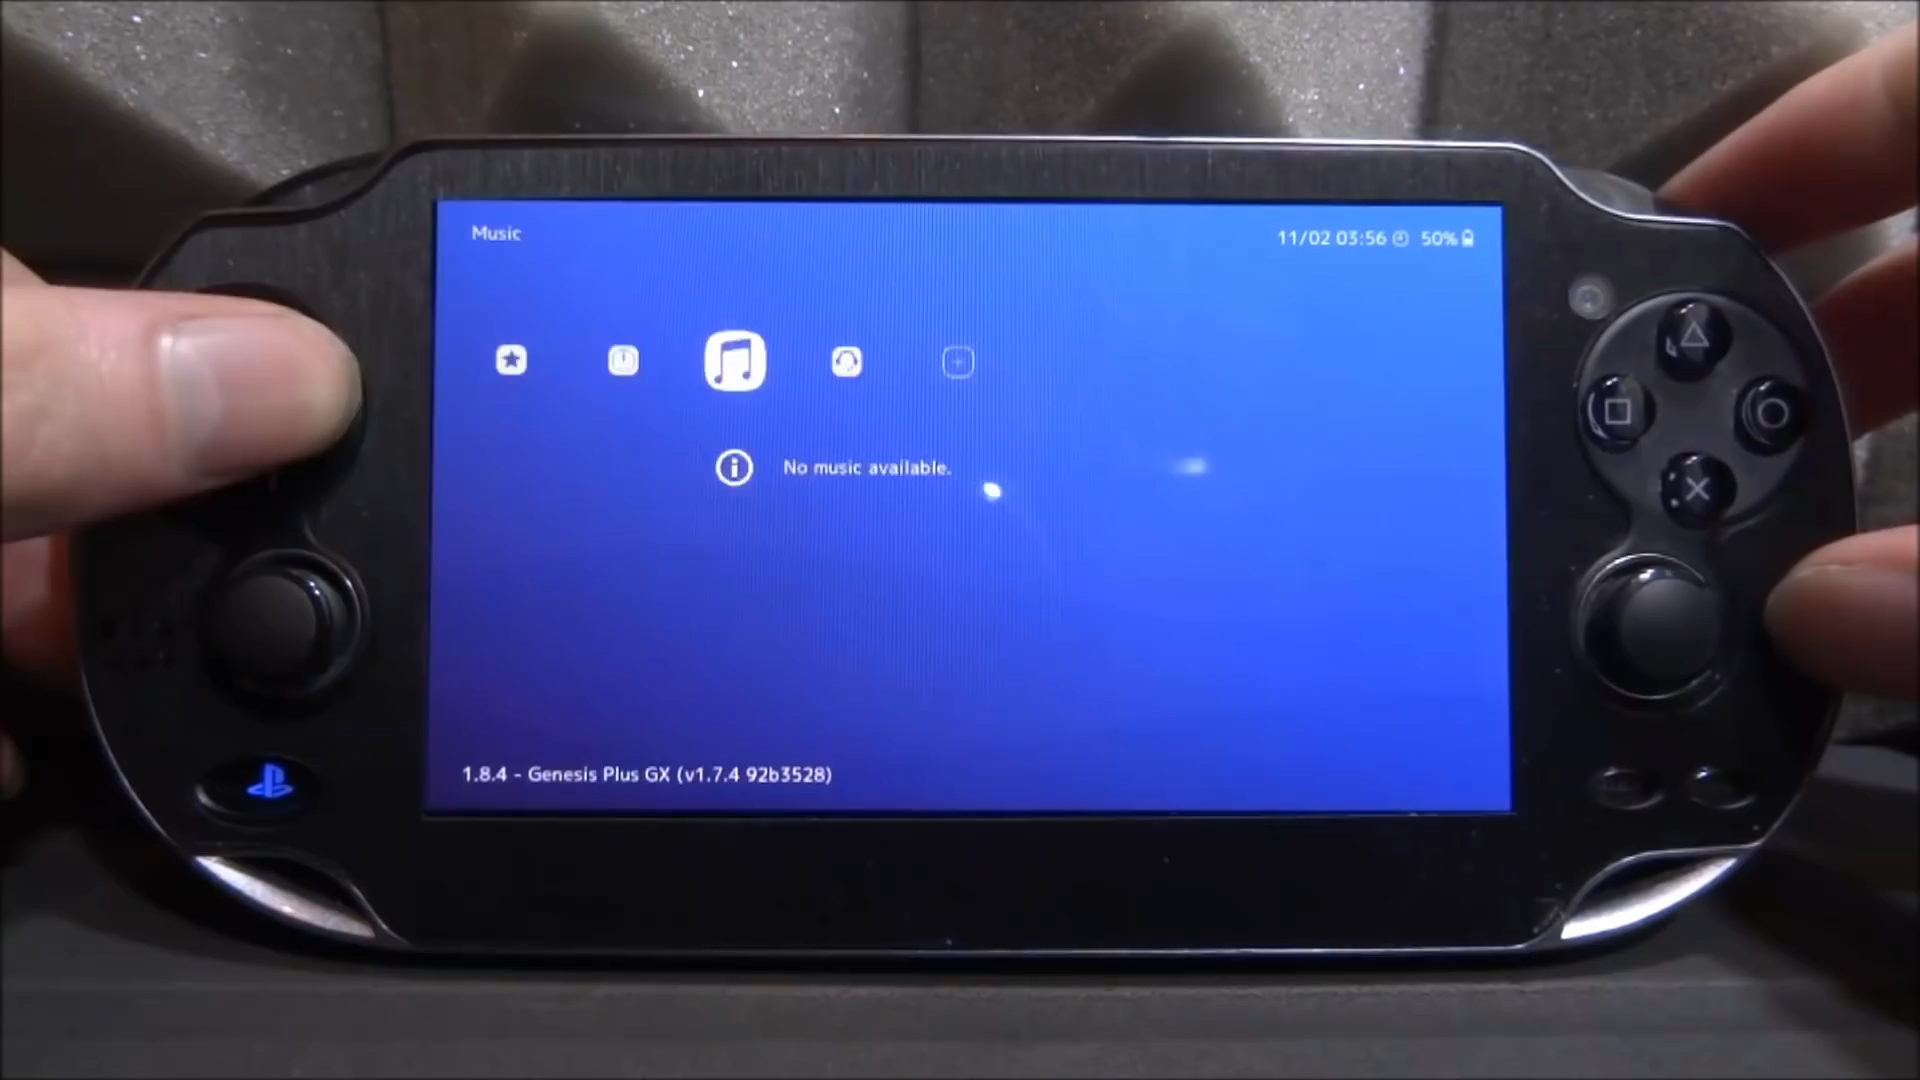 Music
11/02 03:56 50%
No music available.
1.8.4 - Genesis Plus GX (v1.7.4 92b3528)